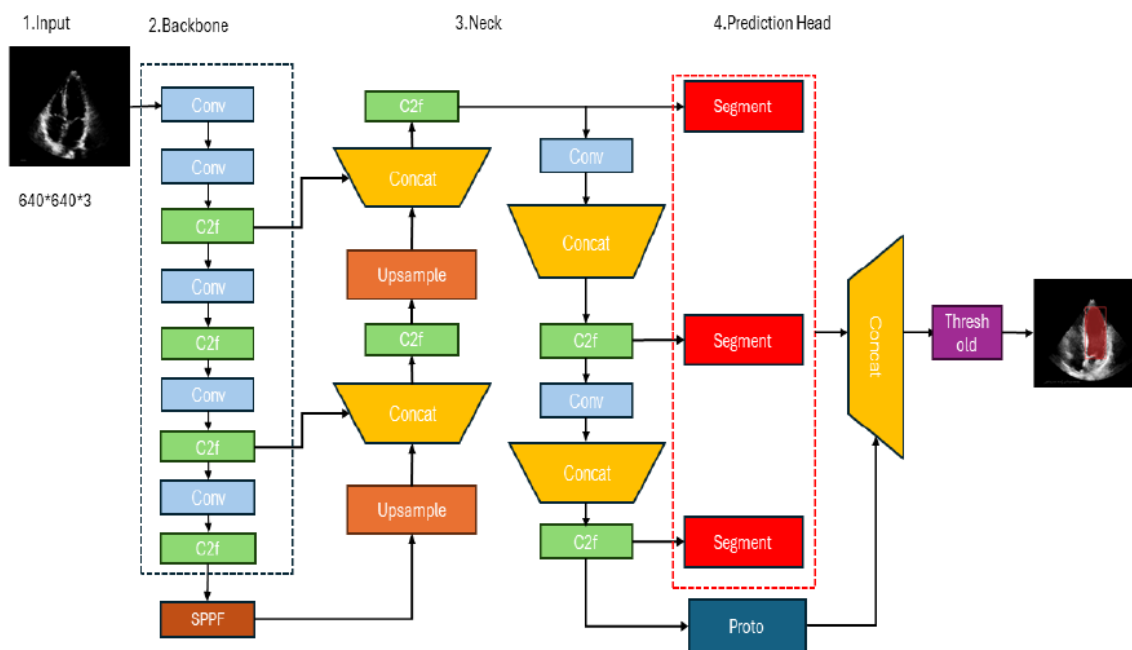 1.Input
2.Backbone
3.Neck
4.Prediction Head
640*640*3
Conv
Conv
C2f
Conv
C2f
Conv
C2f
Conv
C2f
SPPF
C2f
Concat
Upsample
C2f
Concat
Upsample
Conv
Concat
C2f
Conv
Concat
C2f
Segment
Segment
Segment
Proto
Concat
Thresh
old